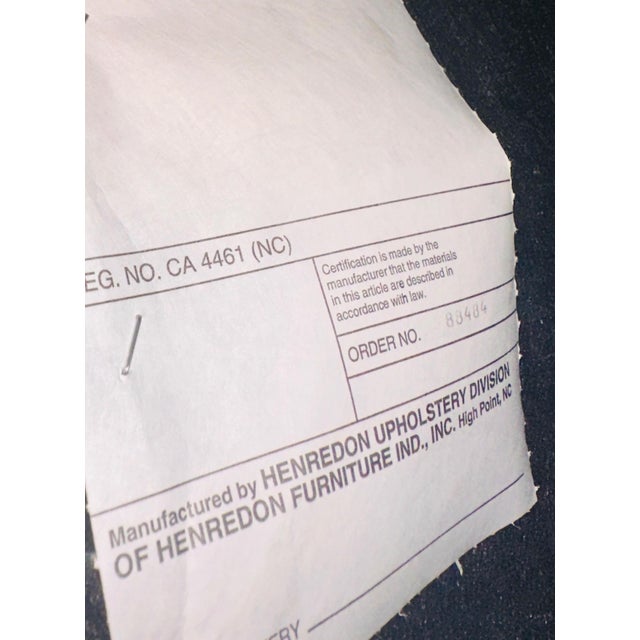 EG. NO. CA 4461 (NC)
Certification is made by the
manufacturer that the materials
in this article are described in
accordance with law.
ORDER NO. 83484
Manufactured by HENREDON UPHOLSTERY DIVISION
OF HENREDON FURNITURE IND., INC. High Point, NC
ERY